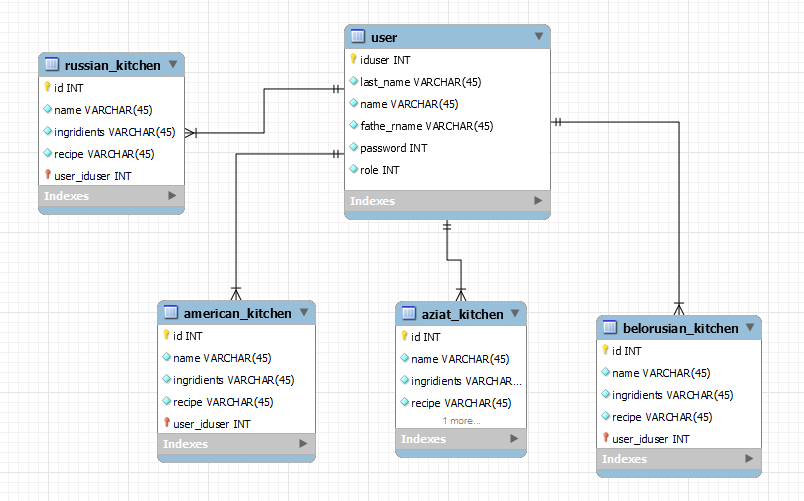 user
iduser INT
last_name VARCHAR(45)
name VARCHAR(45)
fathe_rname VARCHAR(45)
password INT
role INT
Indexes
russian_kitchen
id INT
name VARCHAR(45)
ingridients VARCHAR(45)
recipe VARCHAR(45)
user_iduser INT
Indexes
american_kitchen
id INT
name VARCHAR(45)
ingridients VARCHAR(45)
recipe VARCHAR(45)
user_iduser INT
Indexes
aziat_kitchen
id INT
name VARCHAR(45)
ingridients VARCHAR...
recipe VARCHAR(45)
1 more...
Indexes
belorusian_kitchen
id INT
name VARCHAR(45)
ingridients VARCHAR(45)
recipe VARCHAR(45)
user_iduser INT
Indexes